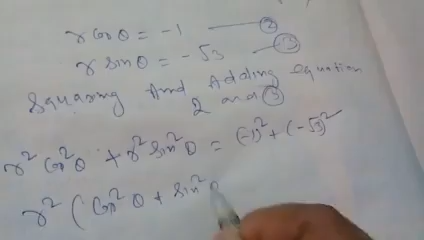 r cos θ = -1 ②
r sin θ = -√3 ③
Squaring And Adding equation
2 and ③
r² cos² θ + r² sin² θ = (-1)² + (-√3)²
r² ( cos² θ + sin² θ